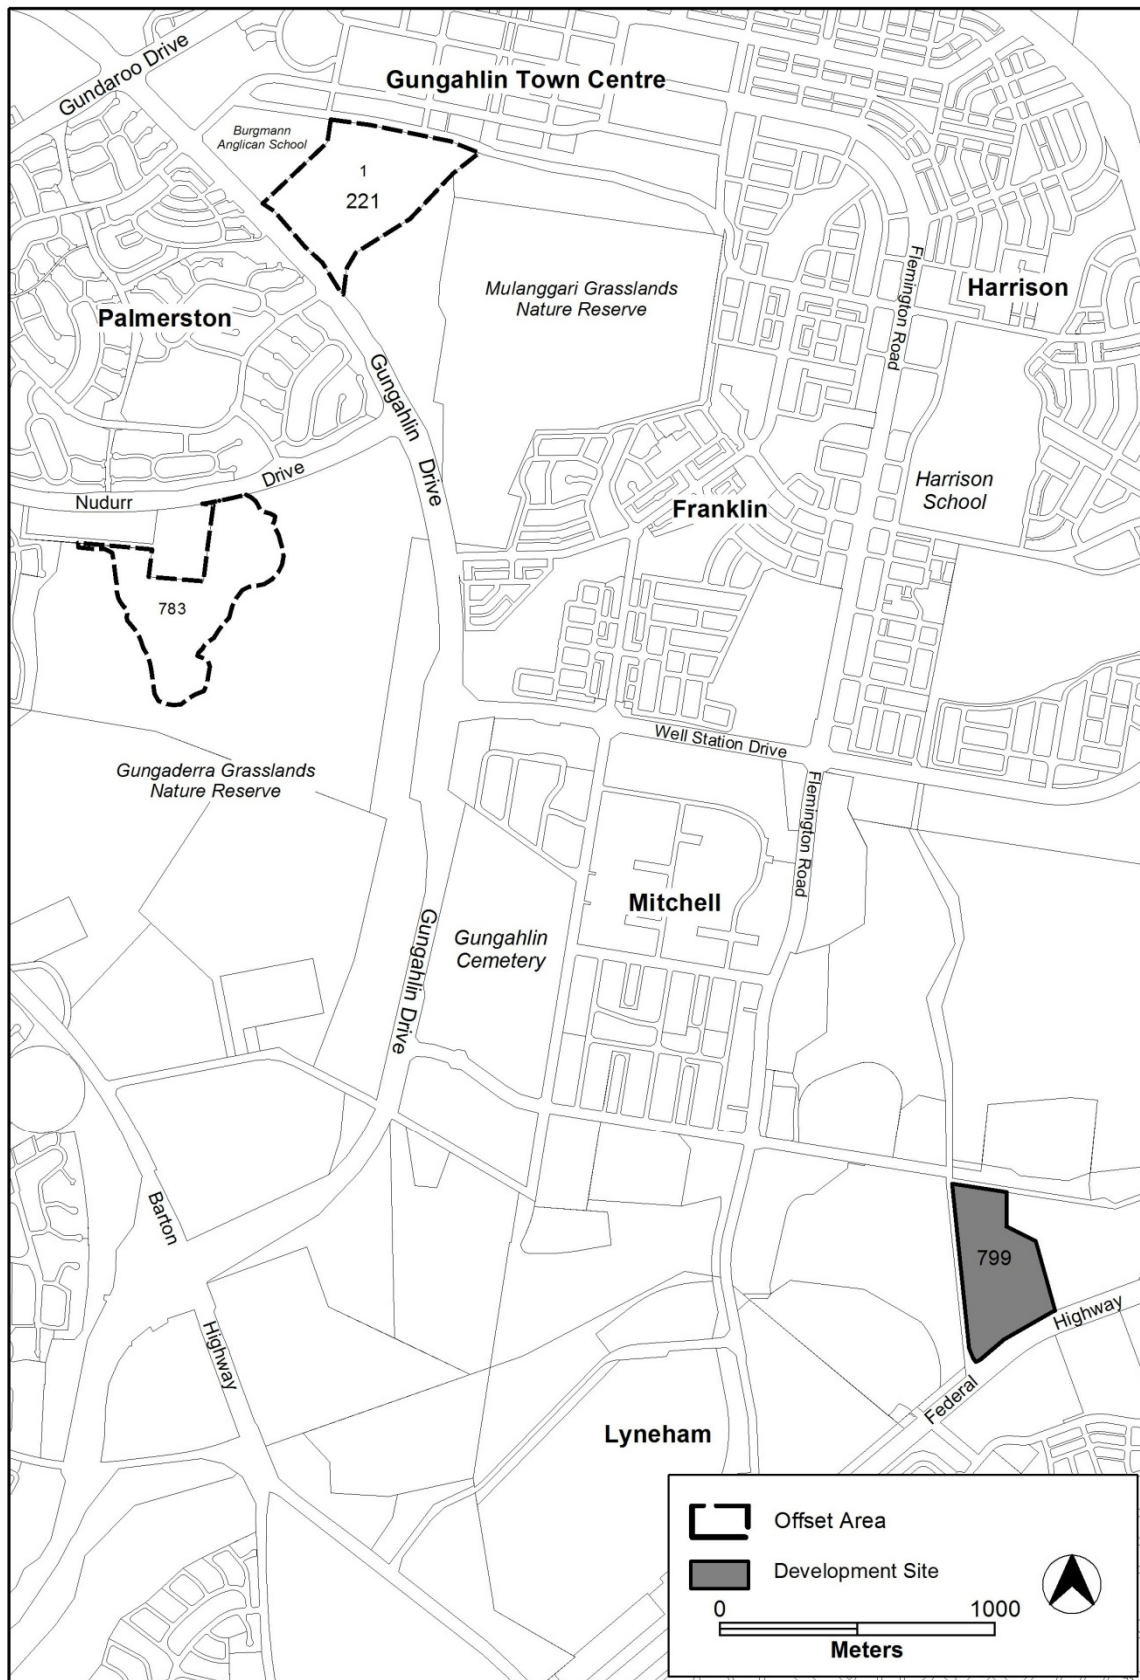 Gundaroo Drive
Gungahlin Town Centre
Burgmann
Anglican School
1
221
Mulanggari Grasslands
Nature Reserve
Flemington Road
Harrison
Palmerston
Gungahlin Drive
Harrison
School
Nudurr Drive
Franklin
783
Well Station Drive
Gungaderra Grasslands
Nature Reserve
Flemington Road
Mitchell
Gungahlin Drive
Gungahlin
Cemetery
Barton Highway
799
Federal Highway
Lyneham
Offset Area
Development Site
0 1000
Meters